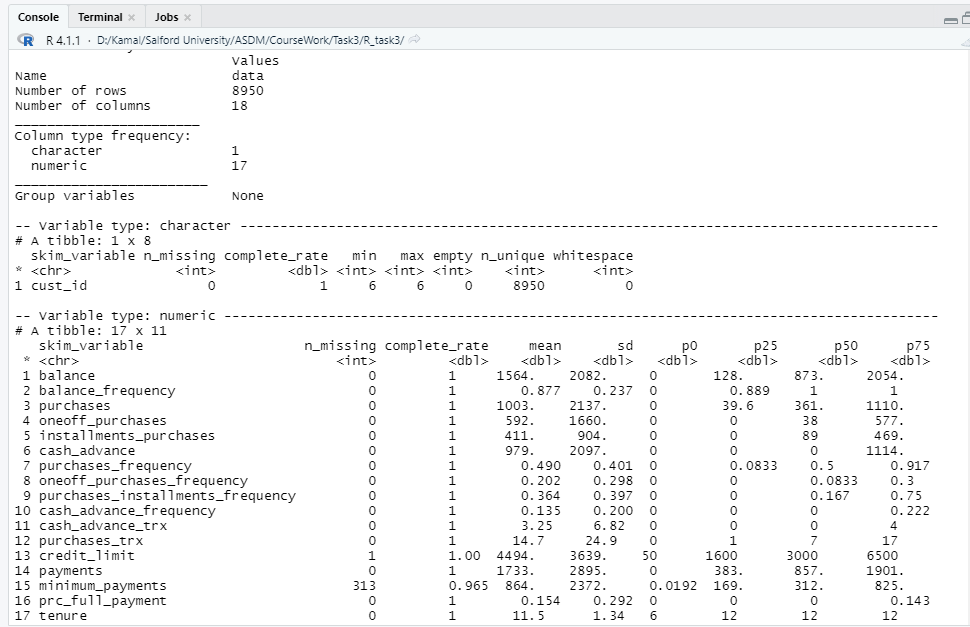 Console Terminal × Jobs ×
R 4.1.1 · D:/Kamal/Salford University/ASDM/CourseWork/Task3/R_task3/
Values
Name data
Number of rows 8950
Number of columns 18
_______________________
Column type frequency:
character 1
numeric 17
________________________
Group variables None
-- Variable type: character ----------------------------------------------------------------------------------------
# A tibble: 1 x 8
skim_variable n_missing complete_rate min max empty n_unique whitespace
* <chr> <int> <dbl> <int> <int> <int> <int> <int>
1 cust_id 0 1 6 6 0 8950 0
-- Variable type: numeric ------------------------------------------------------------------------------------------
# A tibble: 17 x 11
skim_variable n_missing complete_rate mean sd p0 p25 p50 p75
* <chr> <int> <dbl> <dbl> <dbl> <dbl> <dbl> <dbl> <dbl>
1 balance 0 1 1564. 2082. 0 128. 873. 2054.
2 balance_frequency 0 1 0.877 0.237 0 0.889 1 1
3 purchases 0 1 1003. 2137. 0 39.6 361. 1110.
4 oneoff_purchases 0 1 592. 1660. 0 0 38 577.
5 installments_purchases 0 1 411. 904. 0 0 89 469.
6 cash_advance 0 1 979. 2097. 0 0 0 1114.
7 purchases_frequency 0 1 0.490 0.401 0 0.0833 0.5 0.917
8 oneoff_purchases_frequency 0 1 0.202 0.298 0 0 0.0833 0.3
9 purchases_installments_frequency 0 1 0.364 0.397 0 0 0.167 0.75
10 cash_advance_frequency 0 1 0.135 0.200 0 0 0 0.222
11 cash_advance_trx 0 1 3.25 6.82 0 0 0 4
12 purchases_trx 0 1 14.7 24.9 0 1 7 17
13 credit_limit 1 1.00 4494. 3639. 50 1600 3000 6500
14 payments 0 1 1733. 2895. 0 383. 857. 1901.
15 minimum_payments 313 0.965 864. 2372. 0.0192 169. 312. 825.
16 prc_full_payment 0 1 0.154 0.292 0 0 0 0.143
17 tenure 0 1 11.5 1.34 6 12 12 12